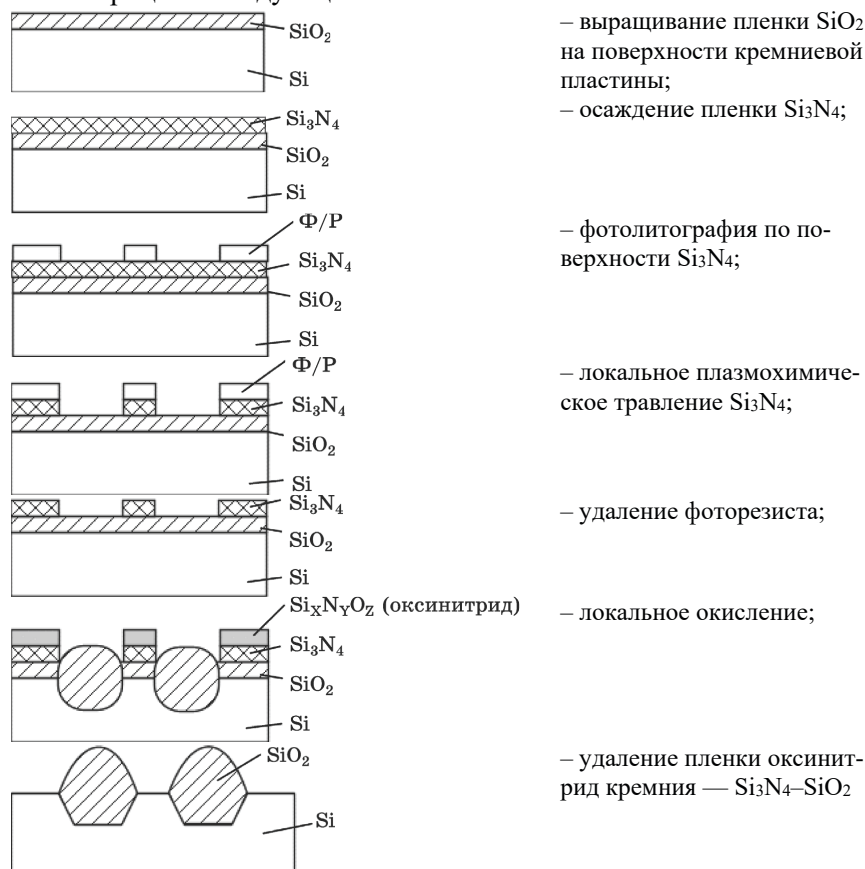 SiO₂
Si
– выращивание пленки SiO₂
на поверхности кремниевой
пластины;
Si₃N₄
SiO₂
Si
– осаждение пленки Si₃N₄;
Ф/Р
Si₃N₄
SiO₂
Si
– фотолитография по по-
верхности Si₃N₄;
Ф/Р
Si₃N₄
SiO₂
Si
– локальное плазмохимиче-
ское травление Si₃N₄;
Si₃N₄
SiO₂
Si
– удаление фоторезиста;
SiXNYOZ (оксинитрид)
Si₃N₄
SiO₂
Si
– локальное окисление;
SiO₂
Si
– удаление пленки оксинит-
рид кремния — Si₃N₄–SiO₂